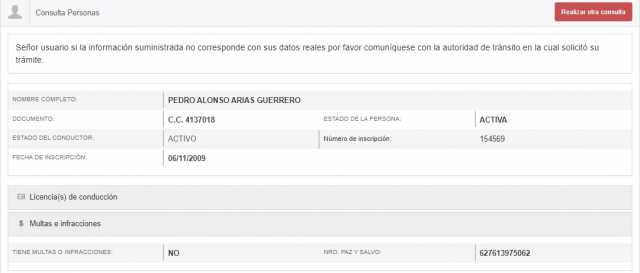 Consulta Personas
Realizar otra consulta
Señor usuario si la información suministrada no corresponde con sus datos reales por favor comuníquese con la autoridad de tránsito en la cual solicitó su
trámite.
NOMBRE COMPLETO: PEDRO ALONSO ARIAS GUERRERO
DOCUMENTO: C.C. 4137018 ESTADO DE LA PERSONA: ACTIVA
ESTADO DEL CONDUCTOR: ACTIVO Número de inscripción: 154569
FECHA DE INSCRIPCIÓN: 06/11/2009
Licencia(s) de conducción
$ Multas e infracciones
TIENE MULTAS O INFRACCIONES: NO NRO. PAZ Y SALVO: 627613975062